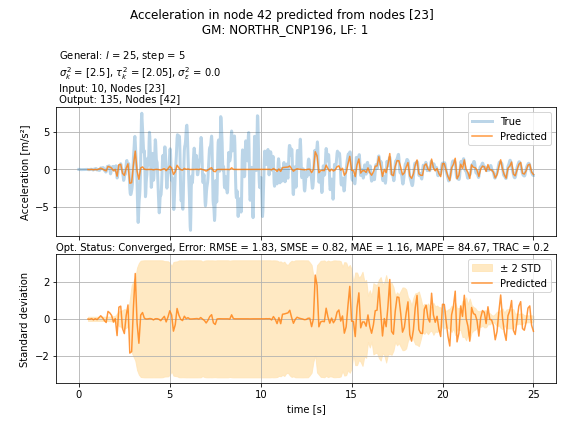 Acceleration in node 42 predicted from nodes [23]
GM: NORTHR_CNP196, LF: 1
General: l = 25, step = 5
σ²_k = [2.5], τ²_k = [2.05], σ²_ε = 0.0
Input: 10, Nodes [23]
Output: 135, Nodes [42]
True
Predicted
Acceleration [m/s²]
5
0
−5
Opt. Status: Converged, Error: RMSE = 1.83, SMSE = 0.82, MAE = 1.16, MAPE = 84.67, TRAC = 0.2
± 2 STD
Predicted
Standard deviation
2
0
−2
0 5 10 15 20 25
time [s]